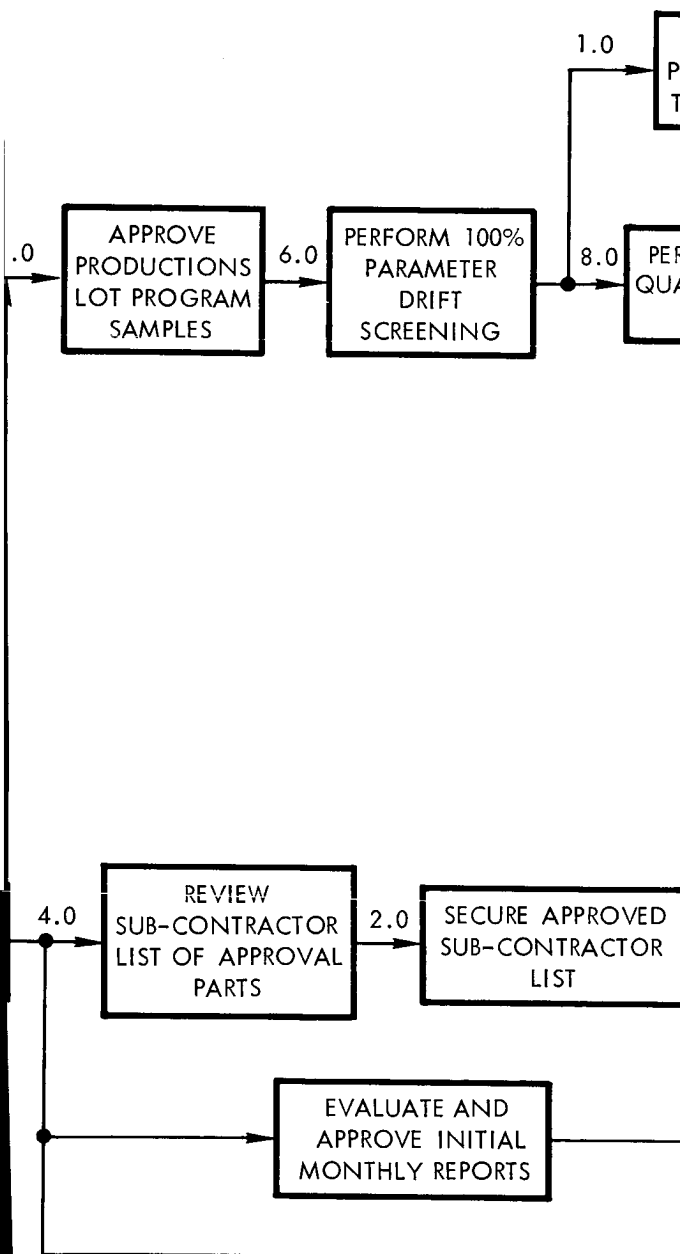 1.0
.0
APPROVE
PRODUCTIONS
LOT PROGRAM
SAMPLES
6.0
PERFORM 100%
PARAMETER
DRIFT
SCREENING
8.0
4.0
REVIEW
SUB-CONTRACTOR
LIST OF APPROVAL
PARTS
2.0
SECURE APPROVED
SUB-CONTRACTOR
LIST
EVALUATE AND
APPROVE INITIAL
MONTHLY REPORTS